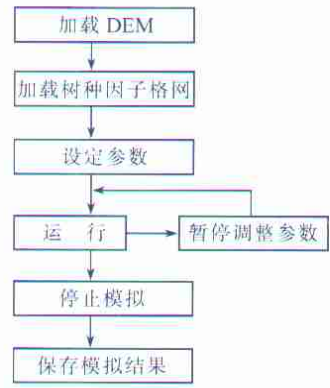 加载 DEM
加载树种因子格网
设定参数
运 行
暂停调整参数
停止模拟
保存模拟结果